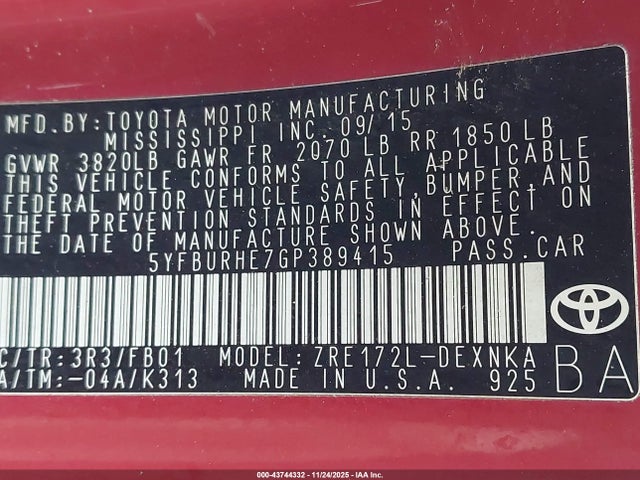 MFD.BY:TOYOTA MOTOR MANUFACTURING
MISSISSIPPI INC. 09/15
GVWR 3820LB GAWR FR 2070 LB RR 1850LB
THIS VEHICLE CONFORMS TO ALL APPLICABLE
FEDERAL MOTOR VEHICLE SAFETY,BUMPER,AND
THEFT PREVENTION STANDARDS IN EFFECT ON
THE DATE OF MANUFACTURE SHOWN ABOVE.
5YFBURHE7GP389415 PASS.CAR
C/TR:3R3/FB01 MODEL:ZRE172L-DEXNKA
A/TM:-04A/K313 MADE IN U.S.A. 925
BA
000-43744332 - 11/24/2025 - IAA Inc.